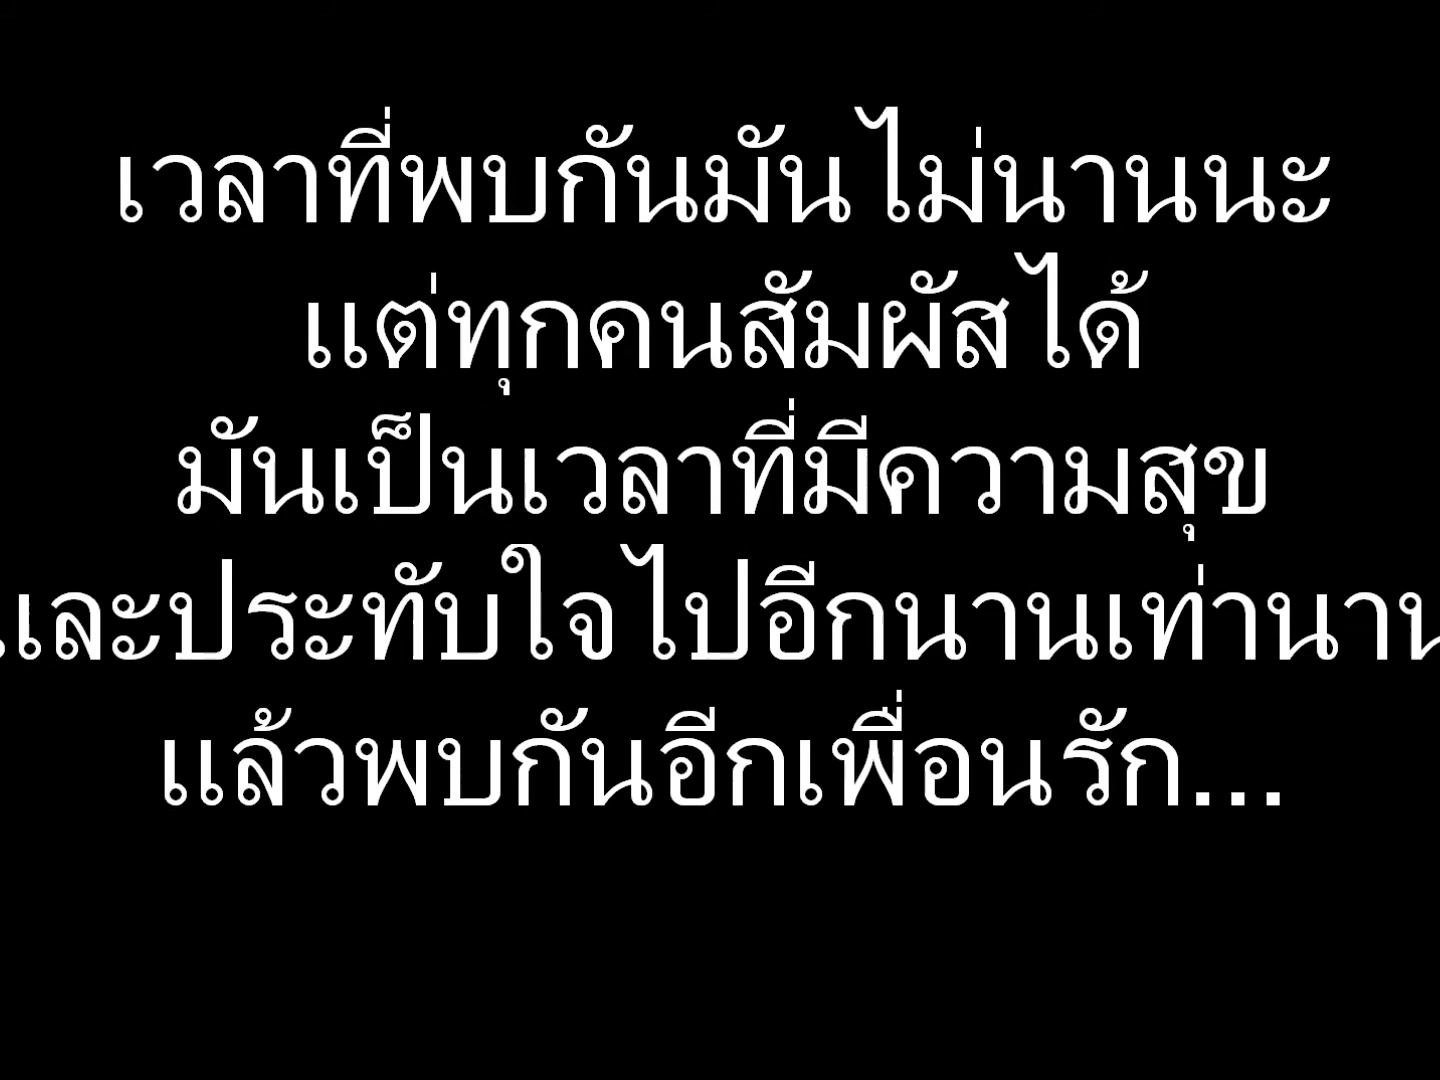 เวลาที่พบกันมันไม่นานนะ
แต่ทุกคนสัมผัสได้
มันเป็นเวลาที่มีความสุข
และประทับใจไปอีกนานเท่านาน
แล้วพบกันอีกเพื่อนรัก...